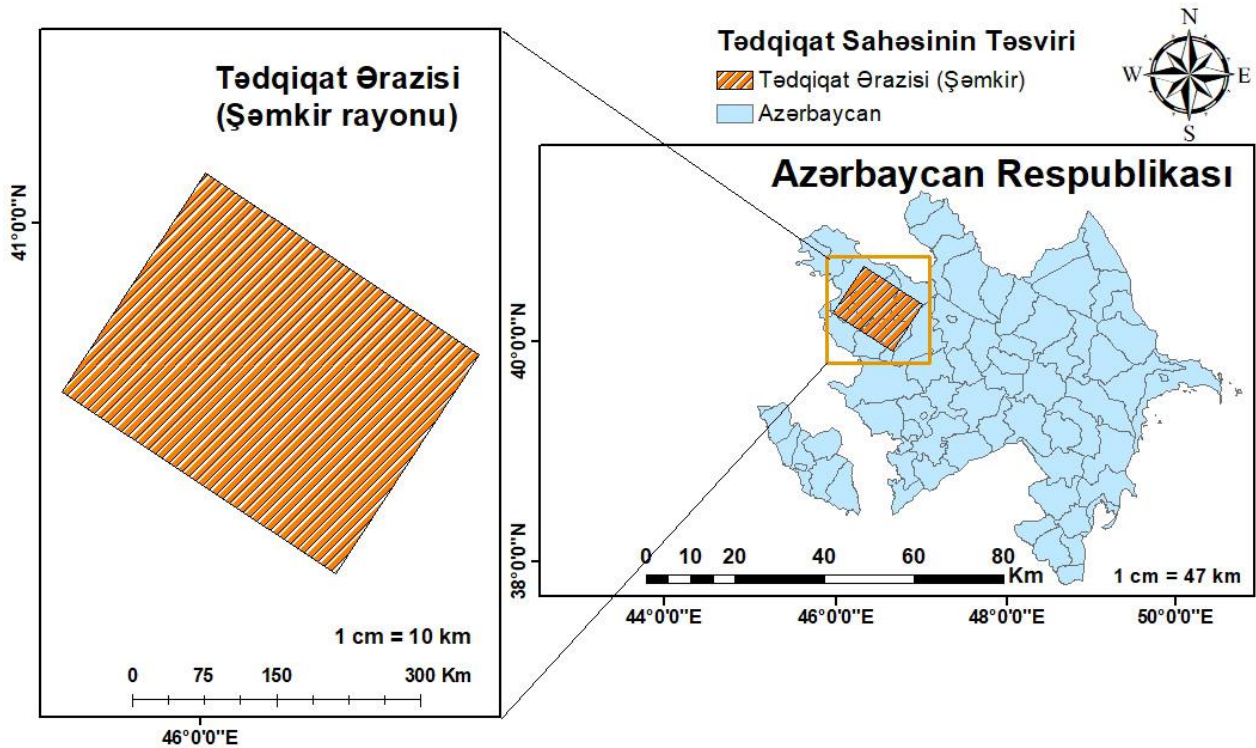 Tədqiqat Ərazisi
(Şəmkir rayonu)
41°0'0"N
1 cm = 10 km
0 75 150 300 Km
46°0'0"E
Tədqiqat Sahəsinin Təsviri
Tədqiqat Ərazisi (Şəmkir)
Azərbaycan
N
W E
S
Azərbaycan Respublikası
40°0'0"N
38°0'0"N
0 10 20 40 60 80
Km
1 cm = 47 km
44°0'0"E 46°0'0"E 48°0'0"E 50°0'0"E